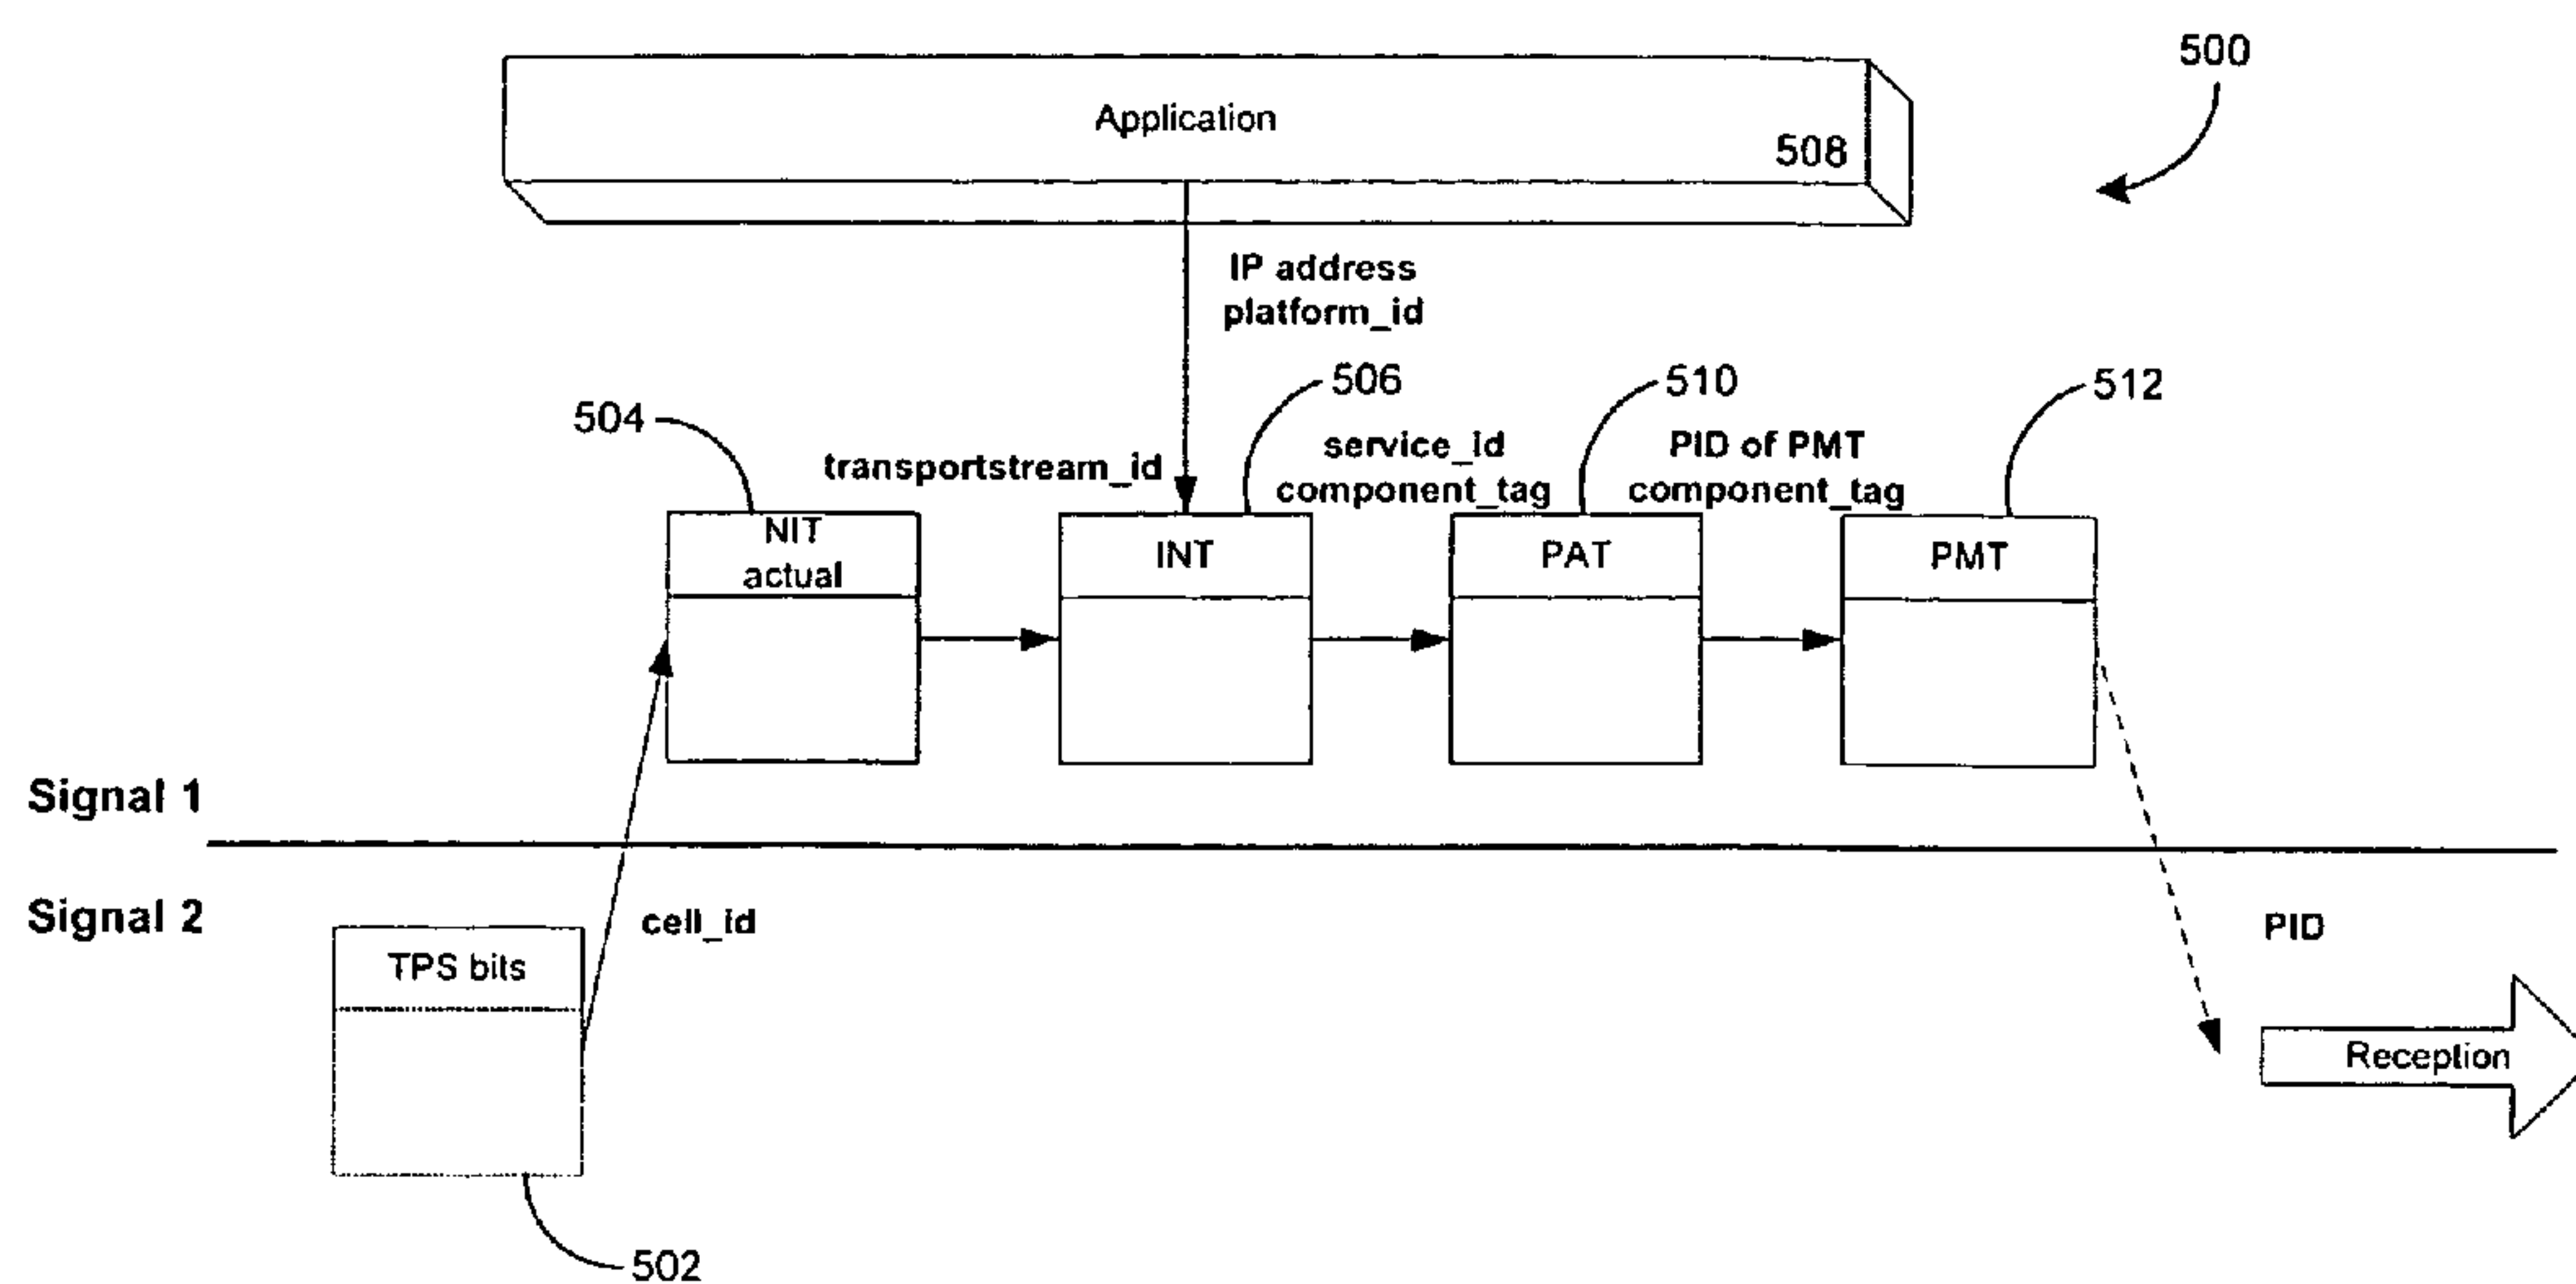 500
Application
508
IP address
platform_id
504
506
510
512
transportstream_id
service_id
component_tag
PID of PMT
component_tag
NIT
actual
INT
PAT
PMT
Signal 1
Signal 2
cell_id
PID
TPS bits
Reception
502